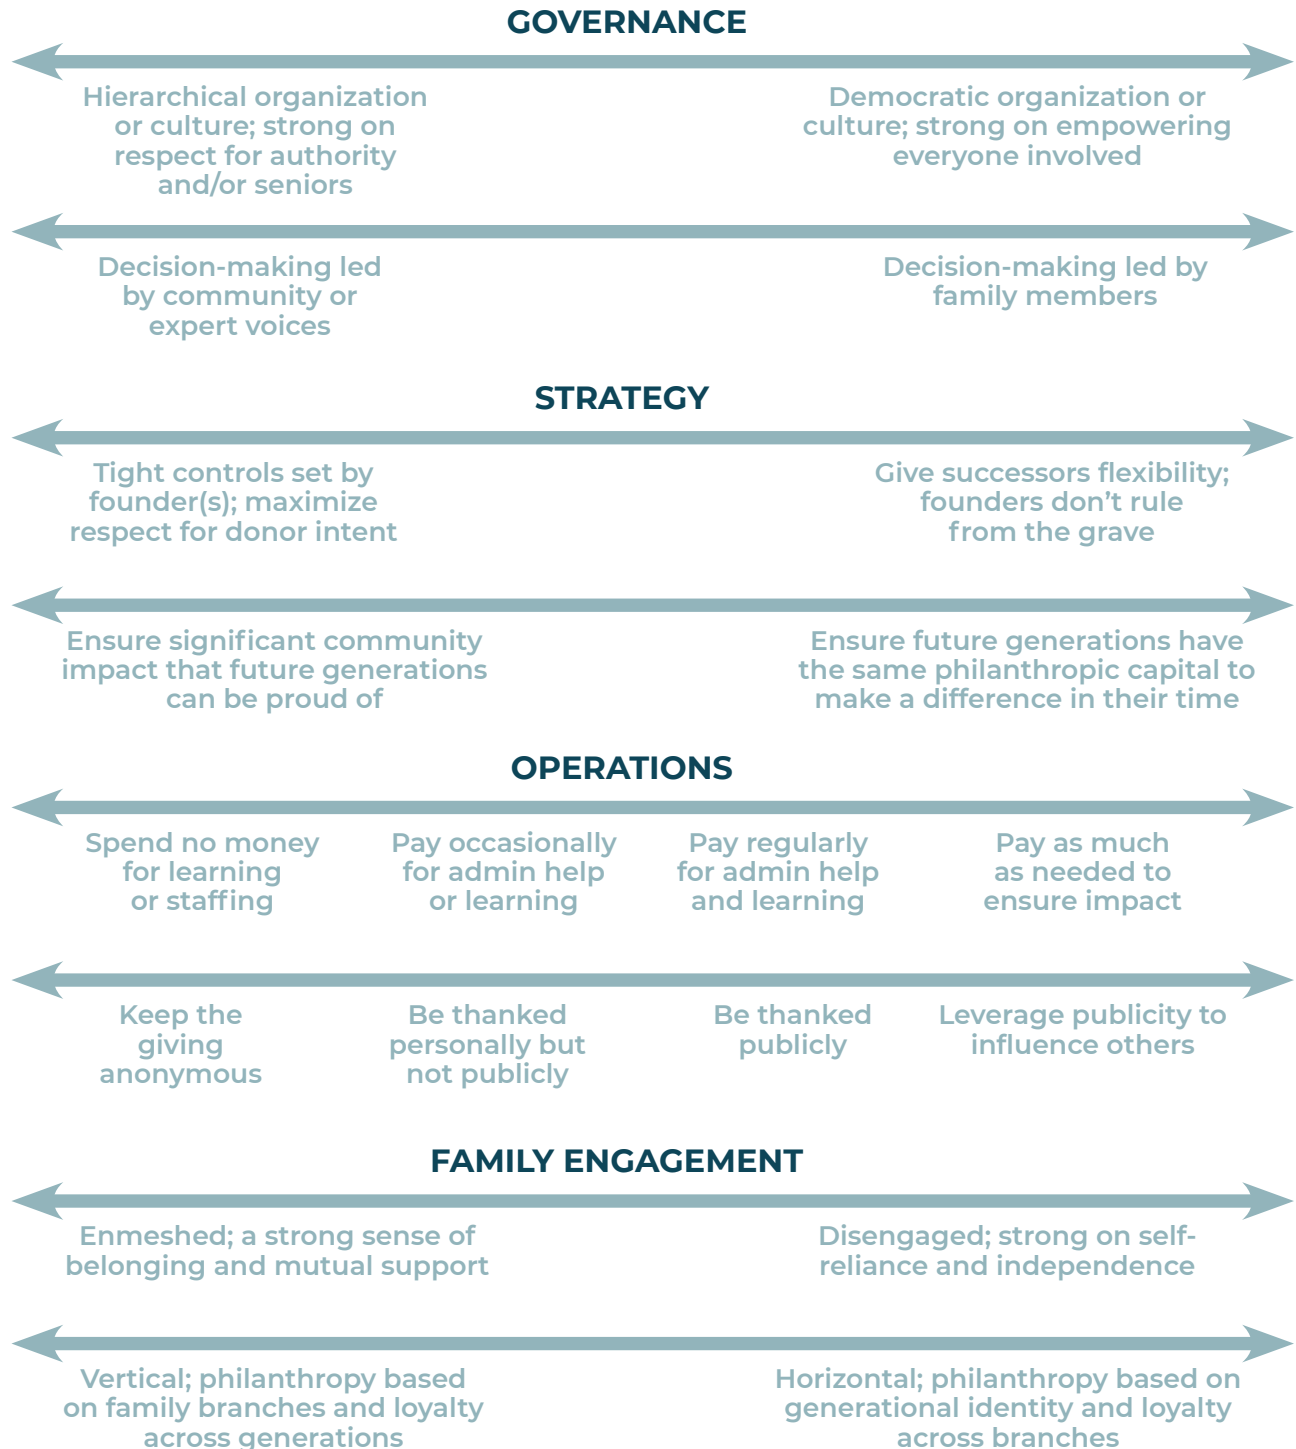 GOVERNANCE
Hierarchical organization
or culture; strong on
respect for authority
and/or seniors
Democratic organization or
culture; strong on empowering
everyone involved
Decision-making led
by community or
expert voices
Decision-making led by
family members
STRATEGY
Tight controls set by
founder(s); maximize
respect for donor intent
Give successors flexibility;
founders don’t rule
from the grave
Ensure significant community
impact that future generations
can be proud of
Ensure future generations have
the same philanthropic capital to
make a difference in their time
OPERATIONS
Spend no money
for learning
or staffing
Pay occasionally
for admin help
or learning
Pay regularly
for admin help
and learning
Pay as much
as needed to
ensure impact
Keep the
giving
anonymous
Be thanked
personally but
not publicly
Be thanked
publicly
Leverage publicity to
influence others
FAMILY ENGAGEMENT
Enmeshed; a strong sense of
belonging and mutual support
Disengaged; strong on self-
reliance and independence
Vertical; philanthropy based
on family branches and loyalty
across generations
Horizontal; philanthropy based on
generational identity and loyalty
across branches